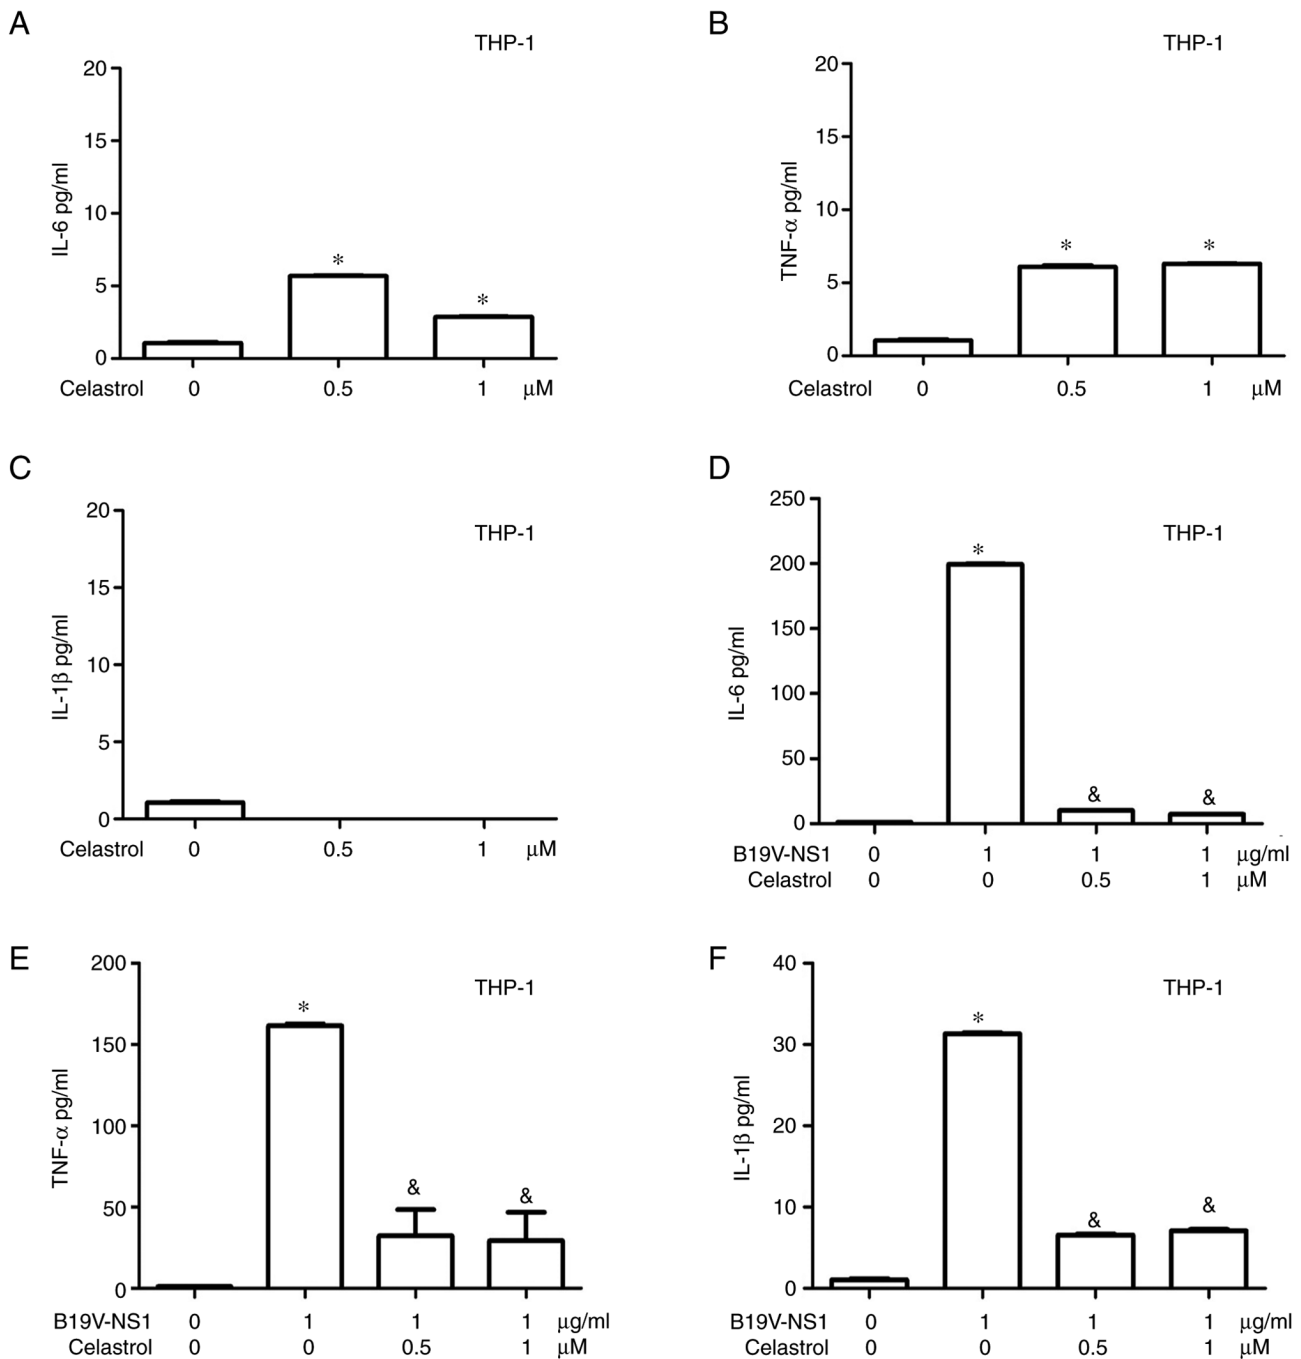 A
THP-1
IL-6 pg/ml
20
15
10
5
0
*
*
Celastrol 0 0.5 1 μM
B
THP-1
TNF-α pg/ml
20
15
10
5
0
*
*
Celastrol 0 0.5 1 μM
C
THP-1
IL-1β pg/ml
20
15
10
5
0
Celastrol 0 0.5 1 μM
D
THP-1
IL-6 pg/ml
250
200
150
100
50
0
*
&
&
B19V-NS1 0 1 1 1 μg/ml
Celastrol 0 0 0.5 1 μM
E
THP-1
TNF-α pg/ml
200
150
100
50
0
*
&
&
B19V-NS1 0 1 1 1 μg/ml
Celastrol 0 0 0.5 1 μM
F
THP-1
IL-1β pg/ml
40
30
20
10
0
*
&
&
B19V-NS1 0 1 1 1 μg/ml
Celastrol 0 0 0.5 1 μM